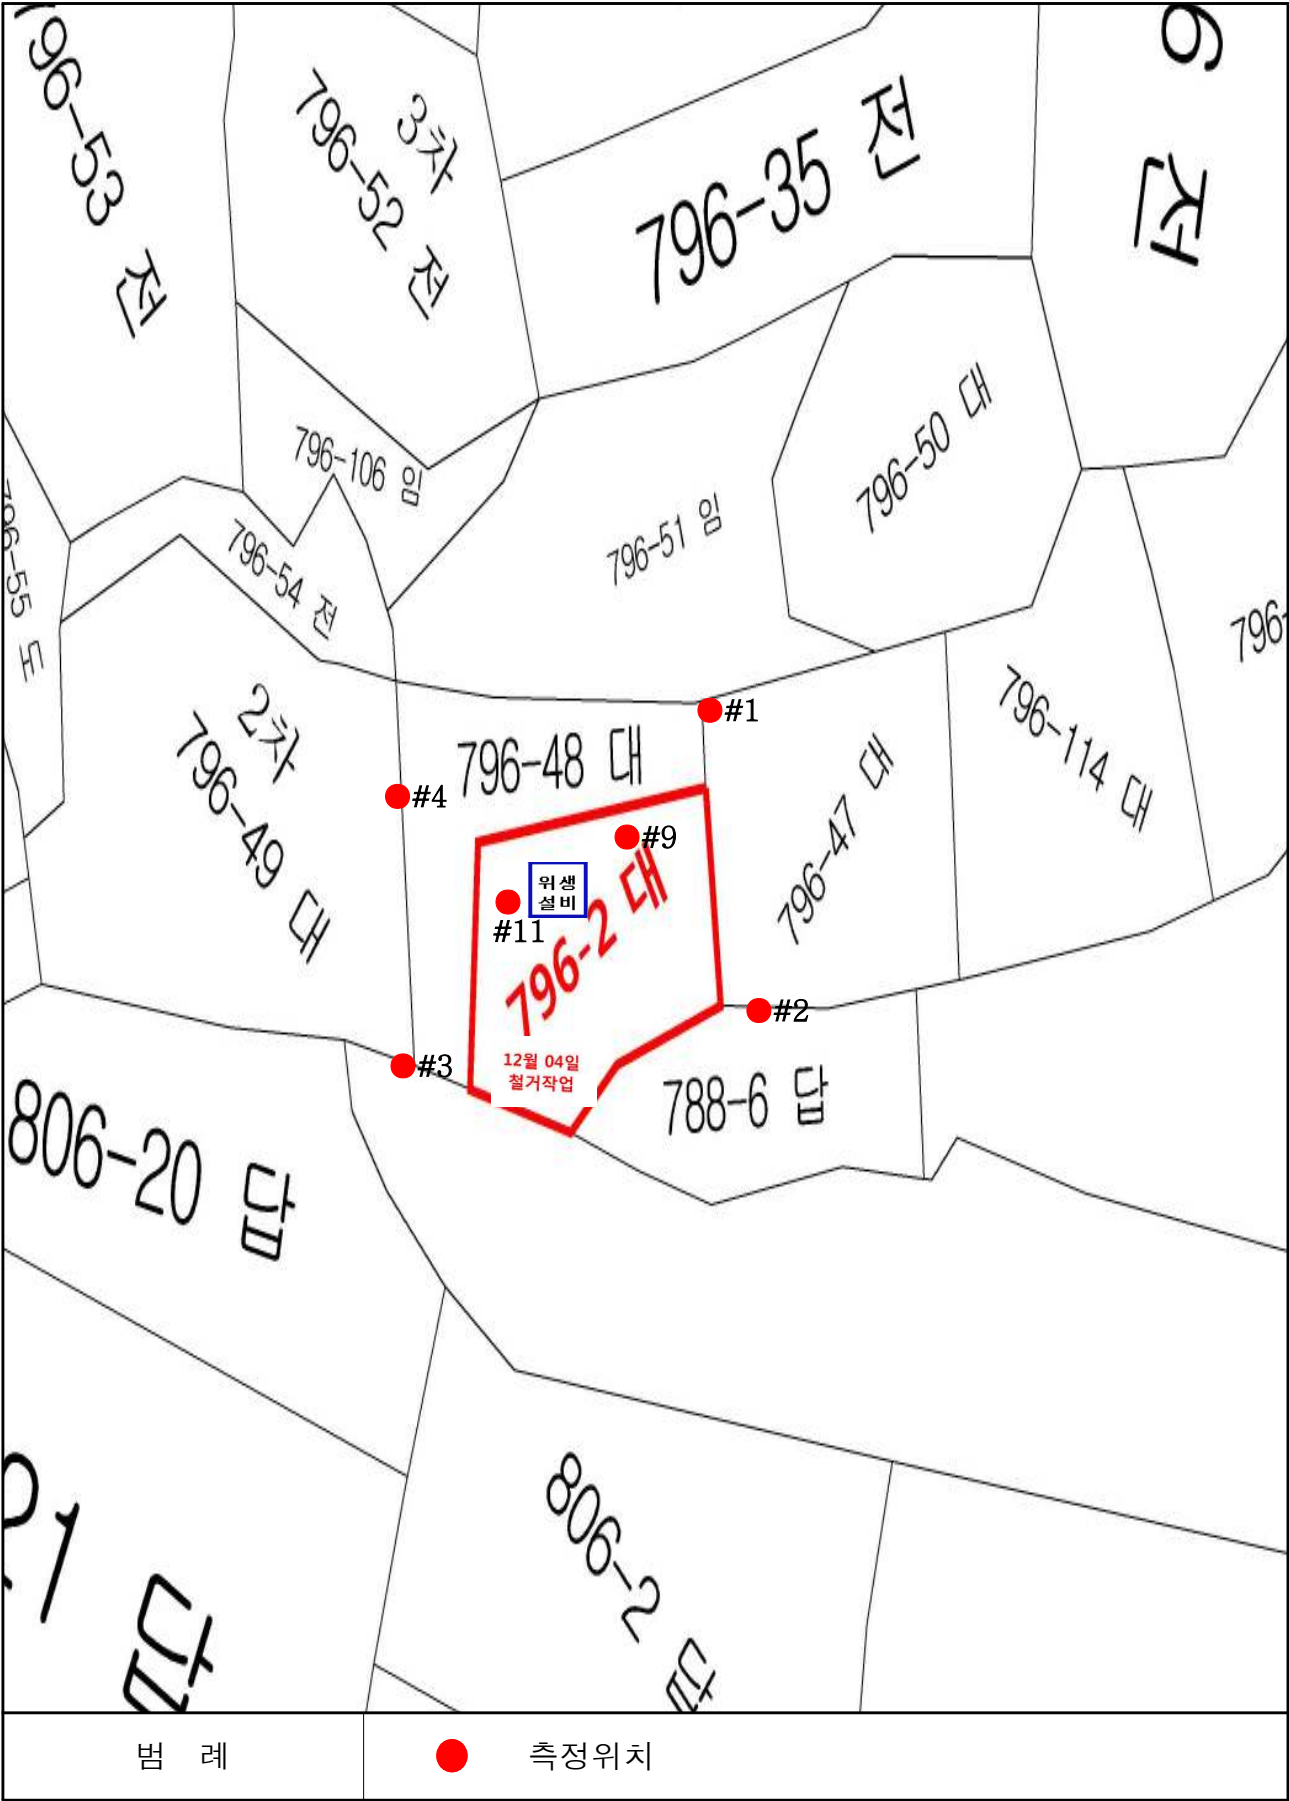 796-53 전
3차
796-52 전
796-35 전
6 전
796-106 임
796-54 전
796-55 도
796-51 임
796-50 대
796-
796-114 대
2차
796-49 대
796-48 대
796-47 대
#1
#4
#9
위생
설비
#11
796-2 대
#2
#3
12월 04일
철거작업
788-6 답
806-20 답
21 답
806-2 답
범 례
측정위치